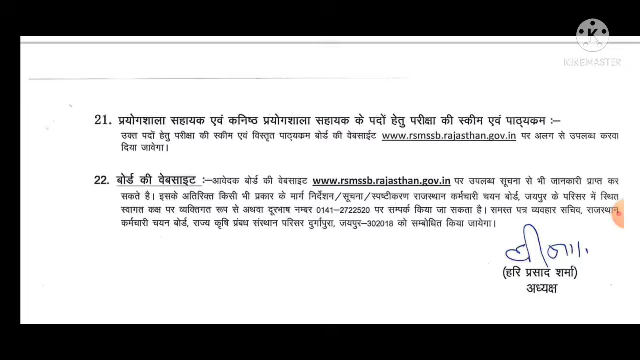 KINEMASTER
21. प्रयोगशाला सहायक एवं कनिष्ठ प्रयोगशाला सहायक के पदों हेतु परीक्षा की स्कीम एवं पाठ्यक्रम :-
उक्त पदों हेतु परीक्षा की स्कीम एवं विस्तृत पाठ्यक्रम बोर्ड की वेबसाईट www.rsmssb.rajasthan.gov.in पर अलग से उपलब्ध करवा
दिया जावेगा।
22. बोर्ड की वेबसाइट :- आवेदक बोर्ड की वेबसाइट www.rsmssb.rajasthan.gov.in पर उपलब्ध सूचना से भी जानकारी प्राप्त कर
सकते है। इसके अतिरिक्त किसी भी प्रकार के मार्ग निर्देशन/सूचना/स्पष्टीकरण राजस्थान कर्मचारी चयन बोर्ड, जयपुर के परिसर में स्थित
स्वागत कक्ष पर व्यक्तिगत रूप से अथवा दूरभाष नम्बर 0141-2722520 पर सम्पर्क किया जा सकता है। समस्त पत्र व्यवहार सचिव, राजस्थान
कर्मचारी चयन बोर्ड, राज्य कृषि प्रबंध संस्थान परिसर दुर्गापुरा, जयपुर-302018 को सम्बोधित किया जायेगा।
(हरि प्रसाद शर्मा)
अध्यक्ष